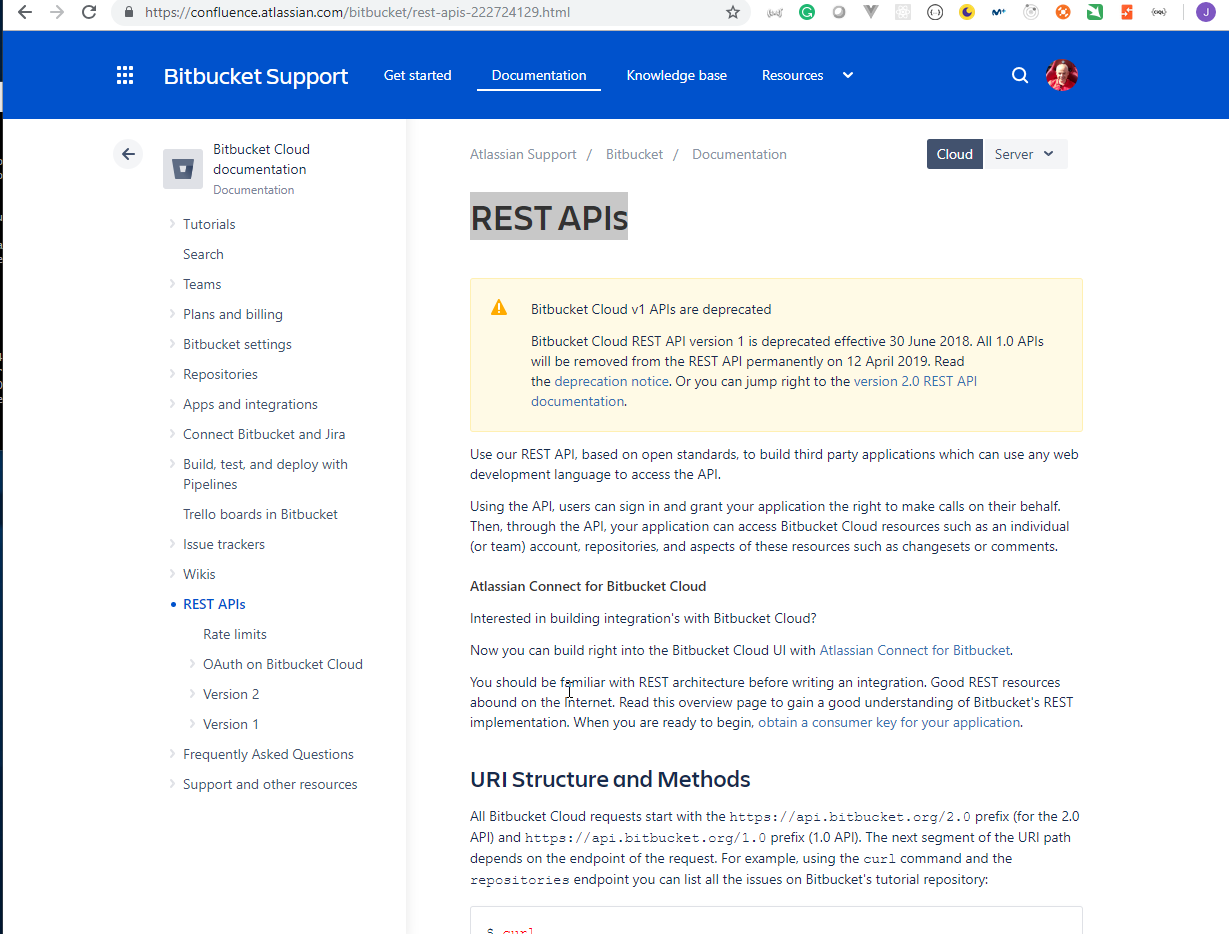 https://confluence.atlassian.com/bitbucket/rest-apis-222724129.html
J
Bitbucket Support
Get started
Documentation
Knowledge base
Resources
Bitbucket Cloud
documentation
Documentation
Tutorials
Search
Teams
Plans and billing
Bitbucket settings
Repositories
Apps and integrations
Connect Bitbucket and Jira
Build, test, and deploy with
Pipelines
Trello boards in Bitbucket
Issue trackers
Wikis
REST APIs
Rate limits
OAuth on Bitbucket Cloud
Version 2
Version 1
Frequently Asked Questions
Support and other resources
Atlassian Support / Bitbucket / Documentation
Cloud
Server
REST APIs
Bitbucket Cloud v1 APIs are deprecated
Bitbucket Cloud REST API version 1 is deprecated effective 30 June 2018. All 1.0 APIs
will be removed from the REST API permanently on 12 April 2019. Read
the deprecation notice. Or you can jump right to the version 2.0 REST API
documentation.
Use our REST API, based on open standards, to build third party applications which can use any web
development language to access the API.
Using the API, users can sign in and grant your application the right to make calls on their behalf.
Then, through the API, your application can access Bitbucket Cloud resources such as an individual
(or team) account, repositories, and aspects of these resources such as changesets or comments.
Atlassian Connect for Bitbucket Cloud
Interested in building integration's with Bitbucket Cloud?
Now you can build right into the Bitbucket Cloud UI with Atlassian Connect for Bitbucket.
You should be familiar with REST architecture before writing an integration. Good REST resources
abound on the Internet. Read this overview page to gain a good understanding of Bitbucket's REST
implementation. When you are ready to begin, obtain a consumer key for your application.
URI Structure and Methods
All Bitbucket Cloud requests start with the https://api.bitbucket.org/2.0 prefix (for the 2.0
API) and https://api.bitbucket.org/1.0 prefix (1.0 API). The next segment of the URI path
depends on the endpoint of the request. For example, using the curl command and the
repositories endpoint you can list all the issues on Bitbucket's tutorial repository:
$ curl